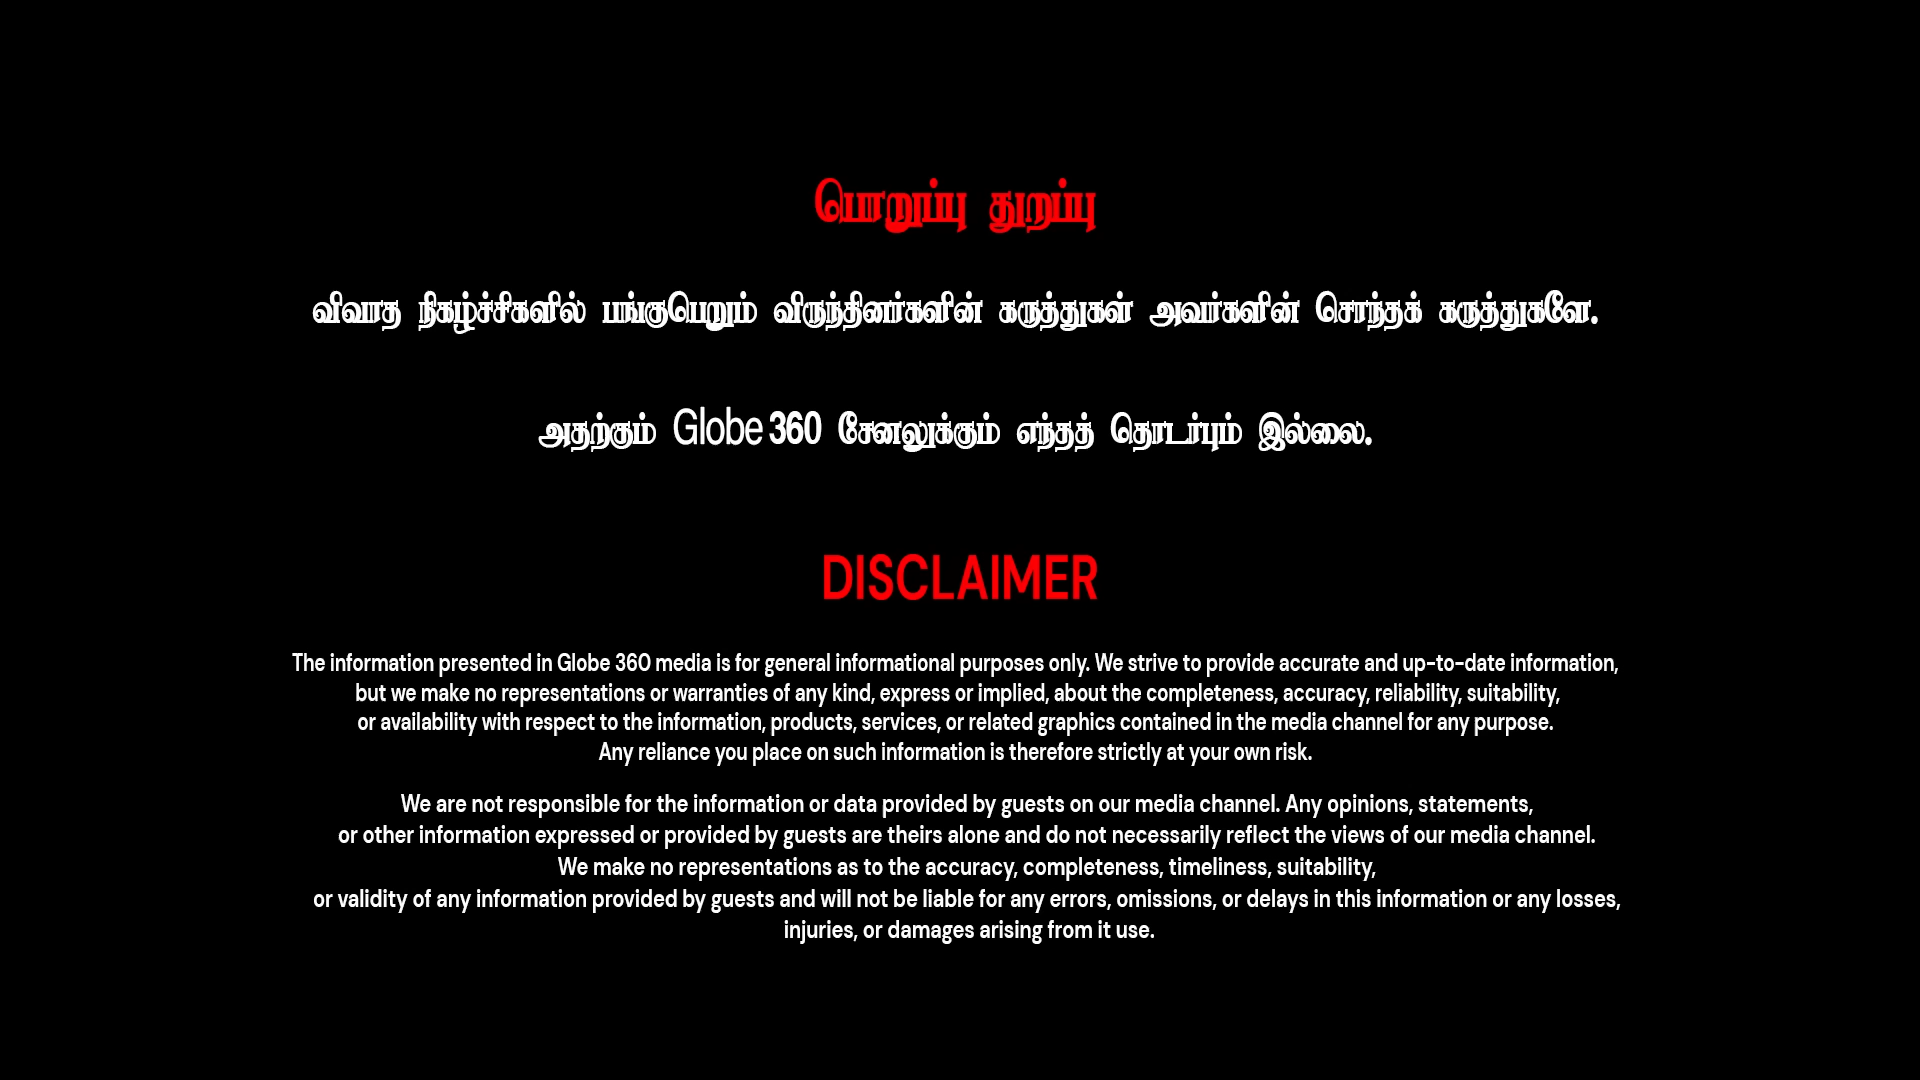 பொறுப்பு துறப்பு
விவாத நிகழ்ச்சிகளில் பங்குபெறும் விருந்தினர்களின் கருத்துகள் அவர்களின் சொந்தக் கருத்துகளே.
அதற்கும் Globe 360 சேனலுக்கும் எந்தத் தொடர்பும் இல்லை.
DISCLAIMER
The information presented in Globe 360 media is for general informational purposes only. We strive to provide accurate and up-to-date information,
but we make no representations or warranties of any kind, express or implied, about the completeness, accuracy, reliability, suitability,
or availability with respect to the information, products, services, or related graphics contained in the media channel for any purpose.
Any reliance you place on such information is therefore strictly at your own risk.
We are not responsible for the information or data provided by guests on our media channel. Any opinions, statements,
or other information expressed or provided by guests are theirs alone and do not necessarily reflect the views of our media channel.
We make no representations as to the accuracy, completeness, timeliness, suitability,
or validity of any information provided by guests and will not be liable for any errors, omissions, or delays in this information or any losses,
injuries, or damages arising from it use.